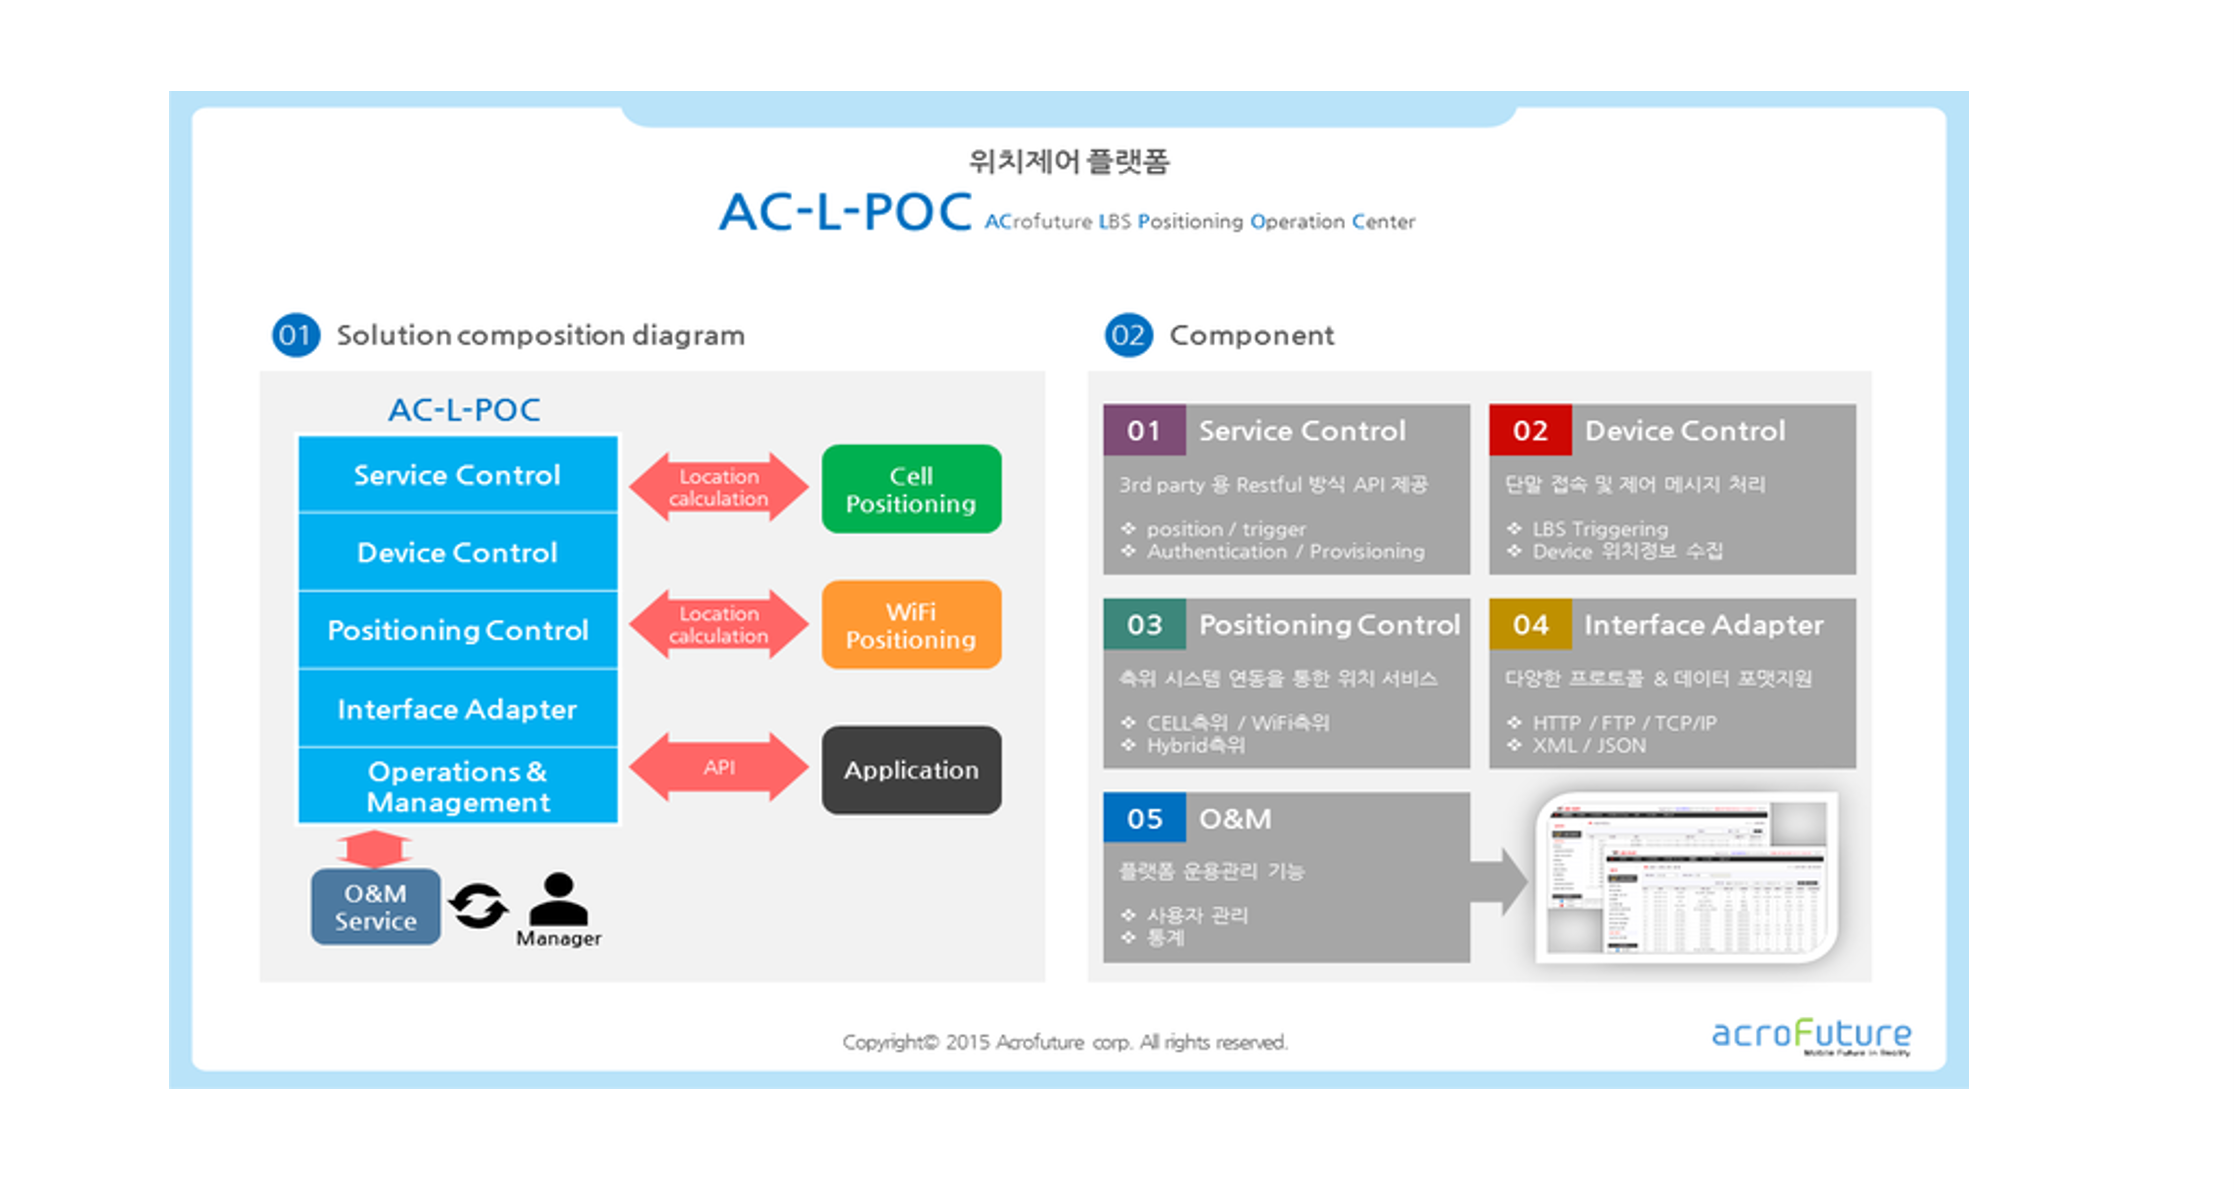 위치제어 플랫폼
AC-L-POC ACrofuture LBS Positioning Operation Center
01 Solution composition diagram
AC-L-POC
Service Control
Device Control
Positioning Control
Interface Adapter
Operations &
Management
Location
calculation
Cell
Positioning
Location
calculation
WiFi
Positioning
API
Application
O&M
Service
Manager
02 Component
01 Service Control
3rd party 용 Restful 방식 API 제공
❖ position / trigger
❖ Authentication / Provisioning
02 Device Control
단말 접속 및 제어 메시지 처리
❖ LBS Triggering
❖ Device 위치정보 수집
03 Positioning Control
측위 시스템 연동을 통한 위치 서비스
❖ CELL측위 / WiFi측위
❖ Hybrid측위
04 Interface Adapter
다양한 프로토콜 & 데이터 포맷지원
❖ HTTP / FTP / TCP/IP
❖ XML / JSON
05 O&M
플랫폼 운용관리 기능
❖ 사용자 관리
❖ 통계
Copyright© 2015 Acrofuture corp. All rights reserved.
acroFuture
Mobile Future in Reality